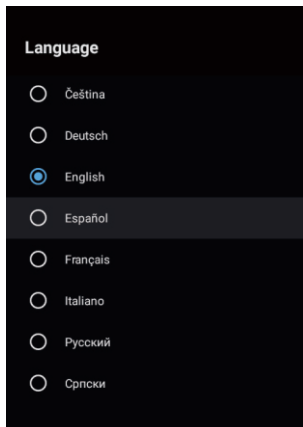 Language
Čeština
Deutsch
English
Español
Français
Italiano
Русский
Српски